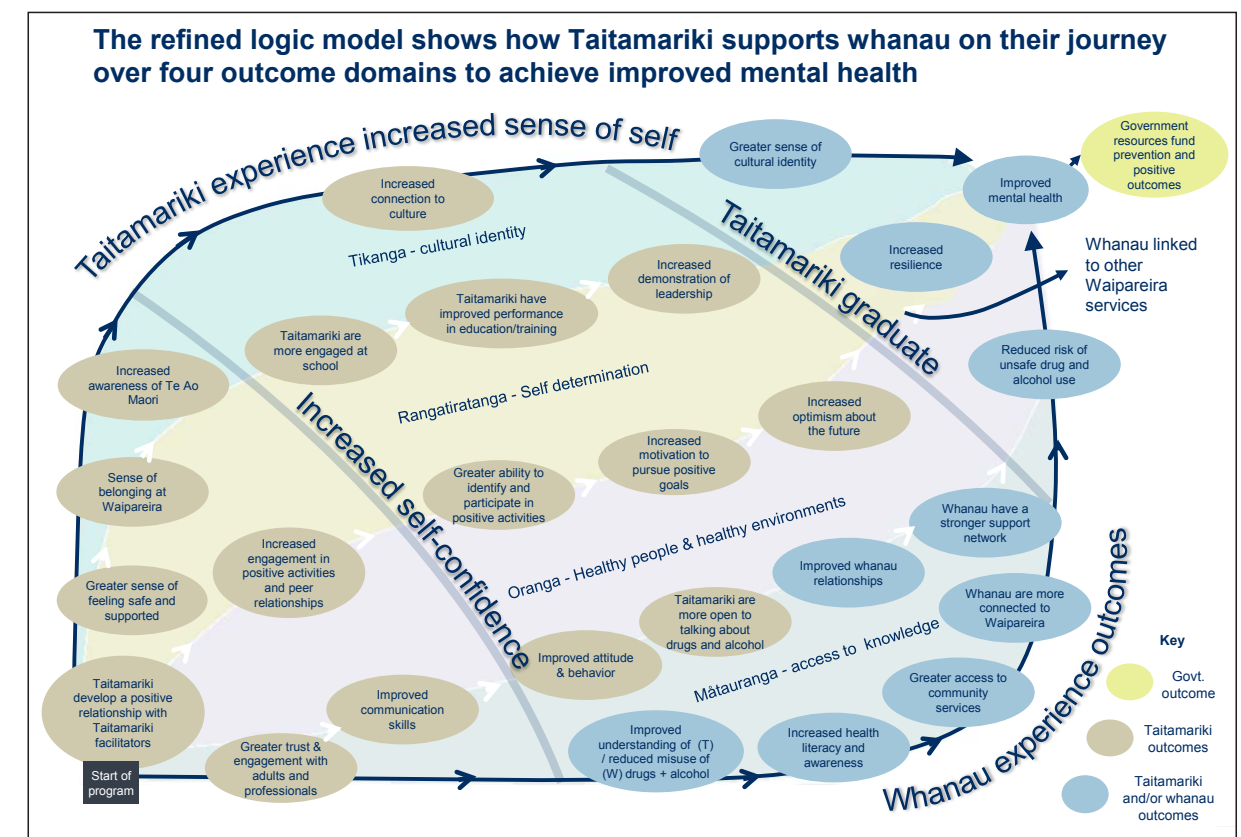 The refined logic model shows how Taitamariki supports whanau on their journey
over four outcome domains to achieve improved mental health
Taitamariki experience increased sense of self
Greater sense of
cultural identity
Government
resources fund
prevention and
positive
outcomes
Increased
connection to
culture
Improved
mental health
Tikanga - cultural identity
Taitamariki graduate
Increased
resilience
Whanau linked
to other
Waipareira
services
Increased
demonstration of
leadership
Taitamariki have
improved performance
in education/training
Taitamariki are
more engaged at
school
Reduced risk of
unsafe drug and
alcohol use
Increased
awareness of Te Ao
Maori
Rangatiratanga - Self determination
Increased self-confidence
Increased
optimism about
the future
Increased
motivation to
pursue positive
goals
Greater ability to
identify and
participate in
positive activities
Sense of
belonging at
Waipareira
Whanau have a
stronger support
network
Oranga - Healthy people & healthy environments
Increased
engagement in
positive activities
and peer
relationships
Improved whanau
relationships
Greater sense of
feeling safe and
supported
Whanau are more
connected to
Waipareira
Taitamariki are
more open to
talking about
drugs and alcohol
Whanau experience outcomes
Improved attitude
& behavior
Måtauranga - access to knowledge
Greater access to
community
services
Taitamariki
develop a positive
relationship with
Taitamariki
facilitators
Improved
communication
skills
Improved
understanding of (T)
/ reduced misuse of
(W) drugs + alcohol
Increased health
literacy and
awareness
Greater trust &
engagement with
adults and
professionals
Start of
program
Key
Govt.
outcome
Taitamariki
outcomes
Taitamariki
and/or whanau
outcomes